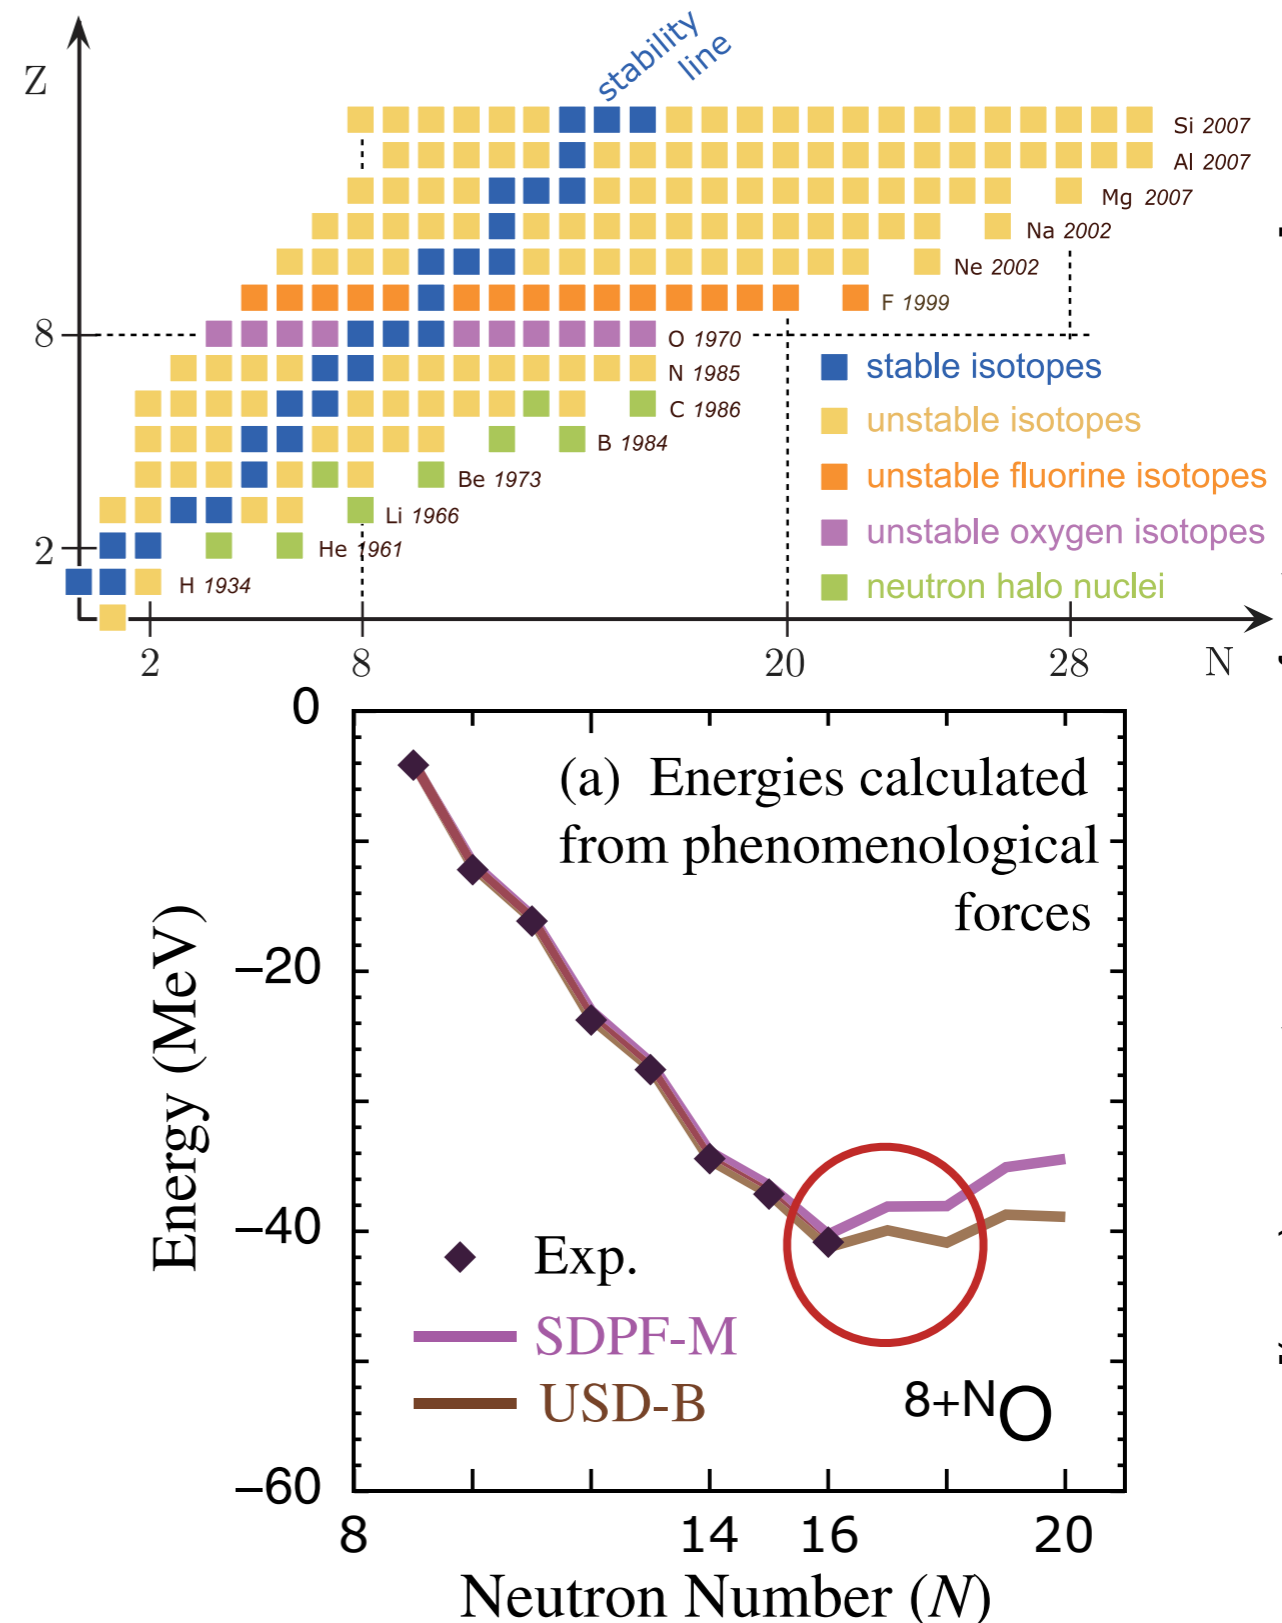 stability
line
Z
Si 2007
Al 2007
Mg 2007
Na 2002
Ne 2002
F 1999
8
O 1970
N 1985
stable isotopes
C 1986
unstable isotopes
B 1984
Be 1973
unstable fluorine isotopes
Li 1966
unstable oxygen isotopes
2
He 1961
H 1934
neutron halo nuclei
2 8 20 28 N
0
(a) Energies calculated
from phenomenological
forces
−20
Energy (MeV)
−40
Exp.
SDPF-M
USD-B
8+NO
−60
8 14 16 20
Neutron Number (N)